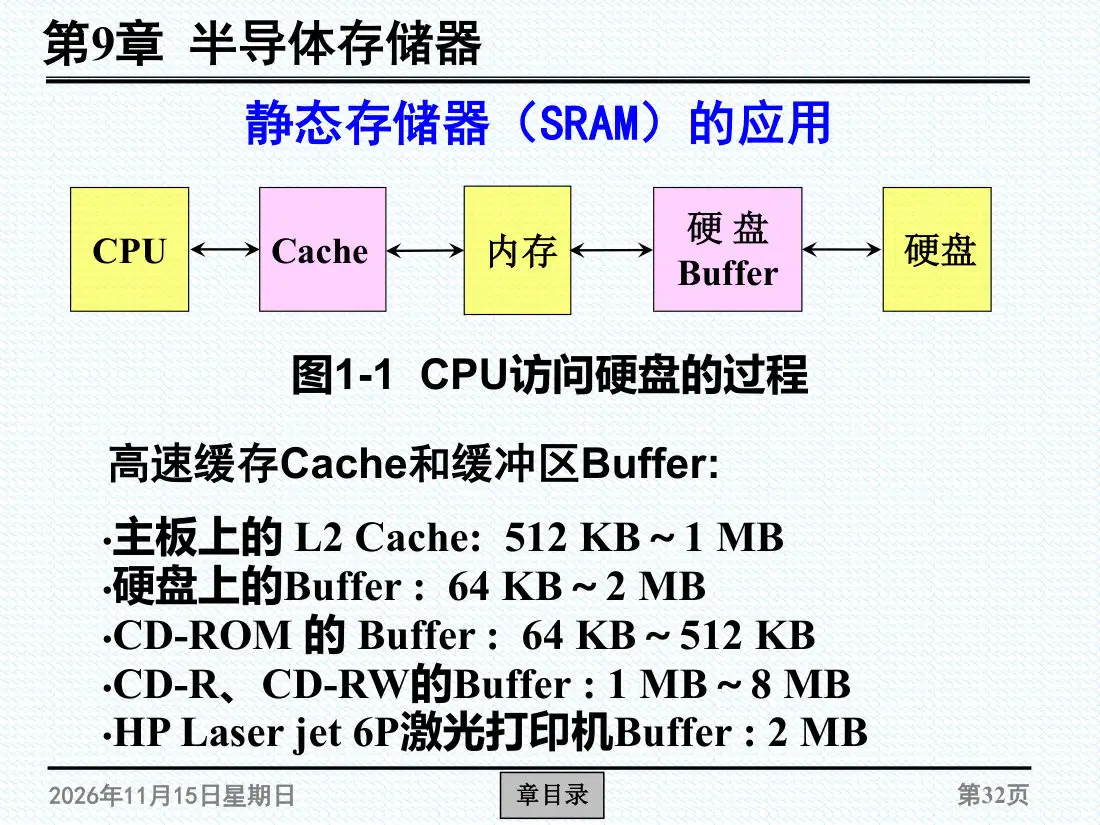 第9章 半导体存储器
静态存储器（SRAM）的应用
CPU
Cache
内存
硬 盘
Buffer
硬盘
图1-1 CPU访问硬盘的过程
高速缓存Cache和缓冲区Buffer:
·主板上的 L2 Cache: 512 KB～1 MB
·硬盘上的Buffer : 64 KB～2 MB
·CD-ROM 的 Buffer : 64 KB～512 KB
·CD-R、CD-RW的Buffer : 1 MB～8 MB
·HP Laser jet 6P激光打印机Buffer : 2 MB
2026年11月15日星期日
章目录
第32页